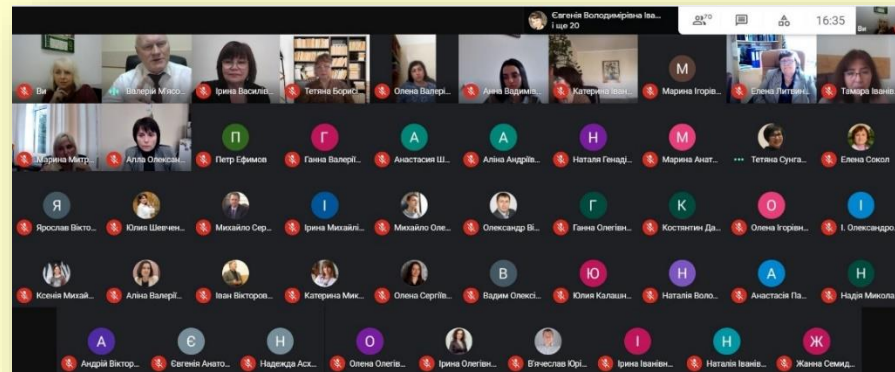 Євгенія Володимирівна Іва...
і ще 20
70
16:35
Ви
Ви
Валерій М'ясо...
Ірина Василів...
Тетяна Борисі...
Олена Валері...
Анна Вадимів...
Катерина Іван...
М
Марина Ігорів...
Елена Литвин...
Тамара Іванів...
Марина Митр...
Алла Олексан...
П
Петр Ефимов
Г
Ганна Валерії...
А
Анастасия Ш...
А
Аліна Андріїв...
Н
Наталя Генаді...
М
Марина Анат...
Тетяна Сунга...
Елена Сокол
Я
Ярослав Вікто...
Юлия Шевчен...
Михайло Сер...
І
Ірина Михайлі...
Михайло Оле...
Олександр Ві...
Г
Ганна Олегівн...
К
Костянтин Да...
О
Олена Ігорівн...
І
І. Олександро...
Ксенія Михай...
Аліна Валерії...
Іван Вікторов...
Катерина Мик...
Олена Сергіїв...
В
Вадим Олексі...
Ю
Юлия Калашн...
Н
Наталія Воло...
А
Анастасія Па...
Н
Надія Микола...
А
Андрій Віктор...
Є
Євгенія Анато...
Н
Надежда Асх...
О
Олена Олегів...
Ірина Олегівн...
В'ячеслав Юрі...
І
Ірина Іванівн...
Н
Наталія Іванів...
Ж
Жанна Семид...